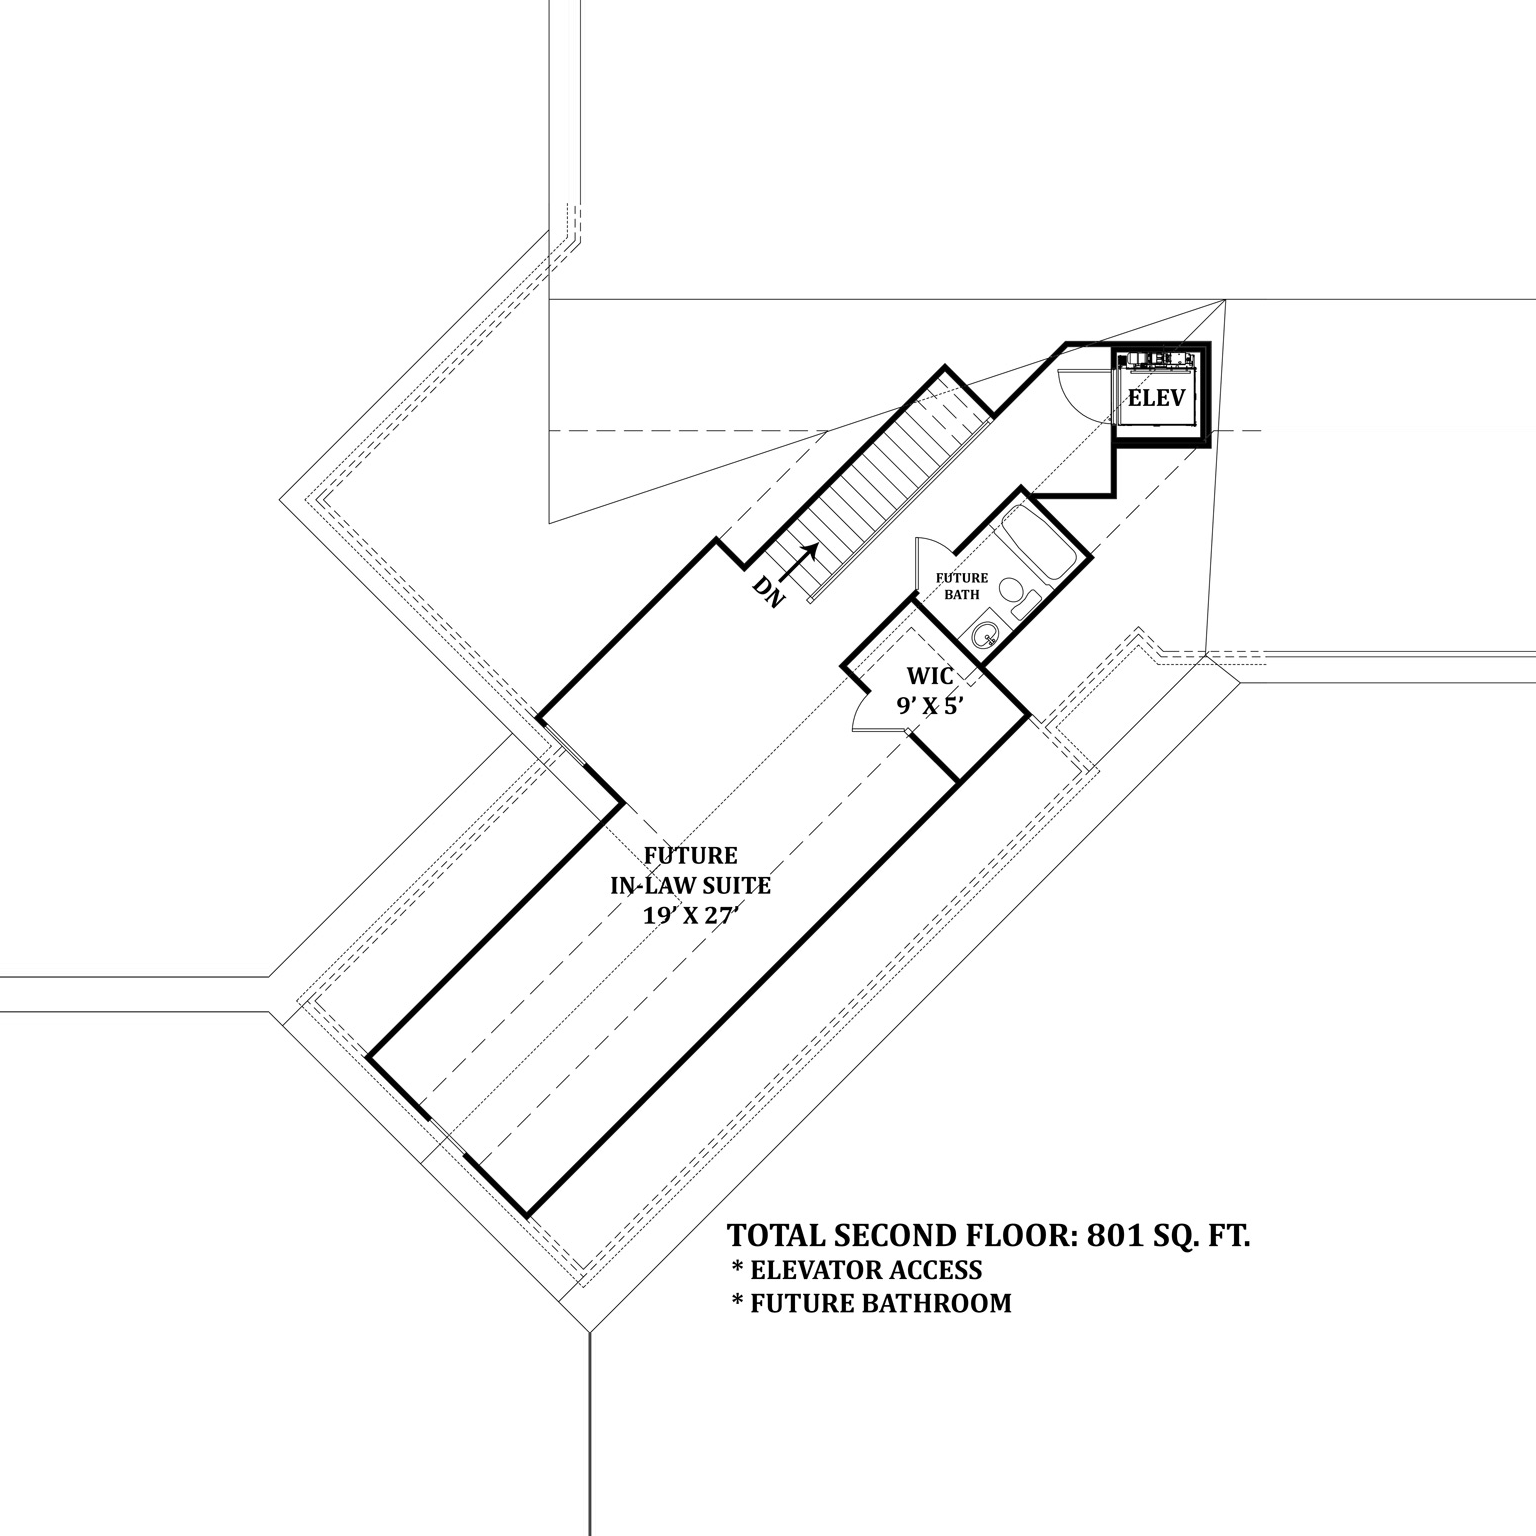 ELEV
DN
FUTURE
BATH
WIC
9’ X 5’
FUTURE
IN-LAW SUITE
19’ X 27’
TOTAL SECOND FLOOR: 801 SQ. FT.
* ELEVATOR ACCESS
* FUTURE BATHROOM